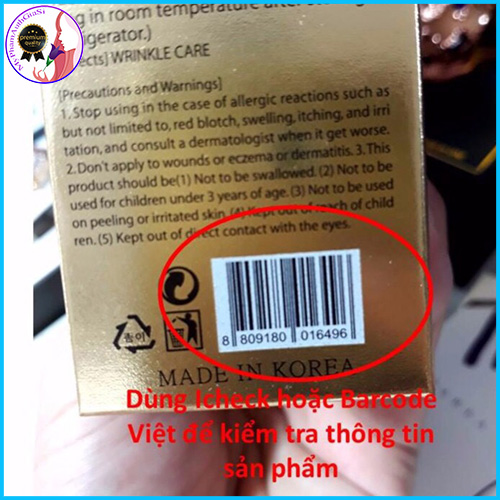 MỹPhẩmAnhGuaSi
premium
quality
g in room temperature after
igerator.)
ects] WRINKLE CARE
[Precautions and Warnings]
1. Stop using in the case of allergic reactions such as
but not limited to, red blotch, swelling, itching, and irri
tation, and consult a dermatologist when it get worse.
2. Don't apply to wounds or eczema or dermatitis. 3. This
product should be(1) Not to be swallowed. (2) Not to be
used for children under 3 years of age. (3) Not to be used
on peeling or irritated skin. (4) Kept out of reach of child
ren. (5) Kept out of direct contact with the eyes.
8 809180 016496
종이
MADE IN KOREA
Dùng Icheck hoặc Barcode
Việt để kiểm tra thông tin
sản phẩm